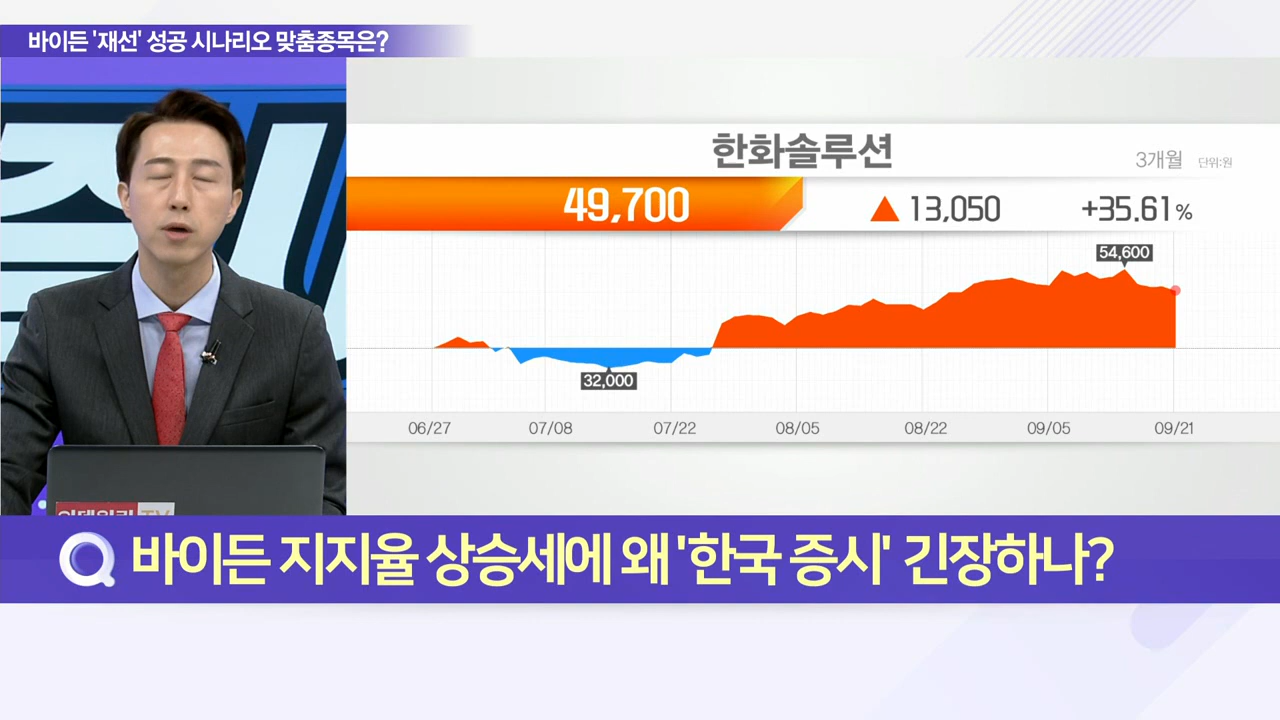 바이든 '재선' 성공 시나리오 맞춤종목은?
한화솔루션
3개월 단위:원
49,700 ▲ 13,050 +35.61%
54,600
32,000
06/27 07/08 07/22 08/05 08/22 09/05 09/21
바이든 지지율 상승세에 왜 '한국 증시' 긴장하나?